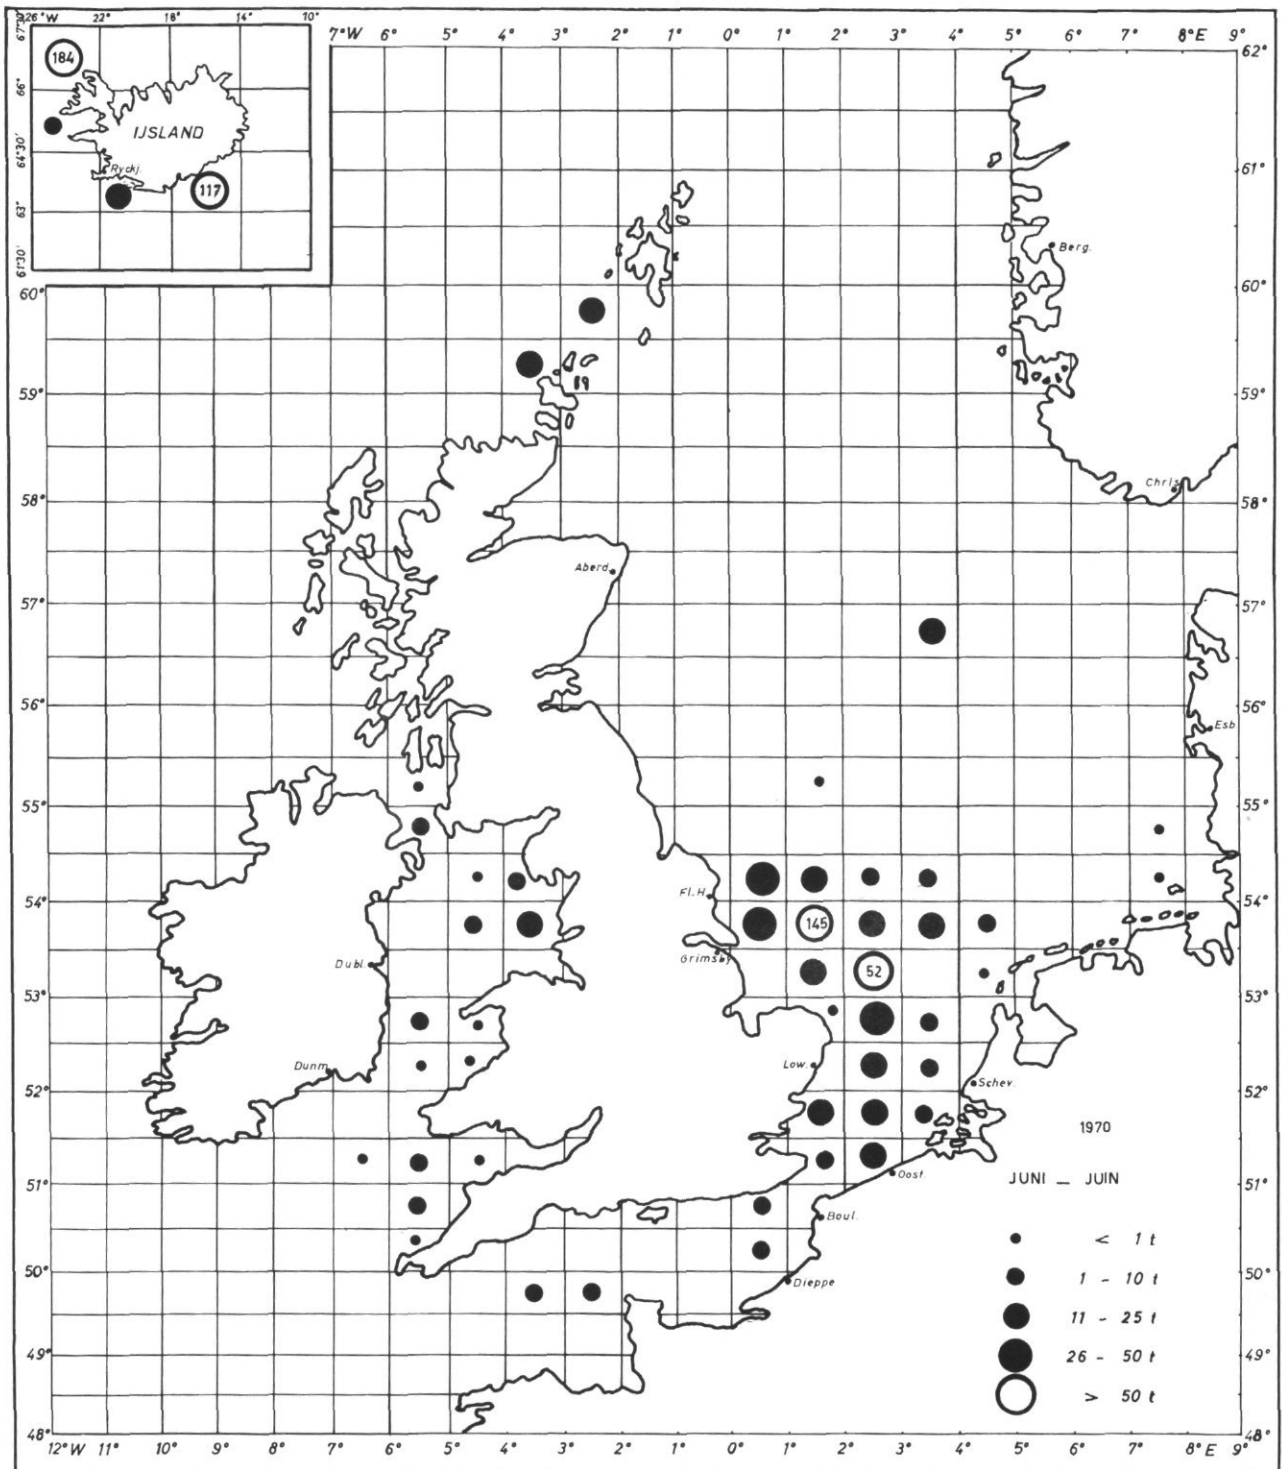 26°W 22° 18° 10°
67°30'
184
66°
IJSLAND
64°30'
Ryckj.
117
63°
61°30'
7°W 6° 5° 4° 3° 2° 1° 0° 1° 2° 3° 4° 5° 6° 7° 8°E 9°
62°
61° 61°
Berg.
60° 60°
59° 59°
58° Chris 58°
Aberd.
57° 57°
56° 56°
Esb
55° 55°
54° Fl.H. 54°
145
Dubl. Grimsby 52
53° 53°
Dunm. Low.
52° Schev. 52°
1970
51° Oost. 51°
JUNI _ JUIN
Boul.
< 1 t
50° Dieppe 1 - 10 t 50°
11 - 25 t
49° 26 - 50 t 49°
> 50 t
48° 48°
12°W 11° 10° 9° 8° 7° 6° 5° 4° 3° 2° 1° 0° 1° 2° 3° 4° 5° 6° 7° 8°E 9°